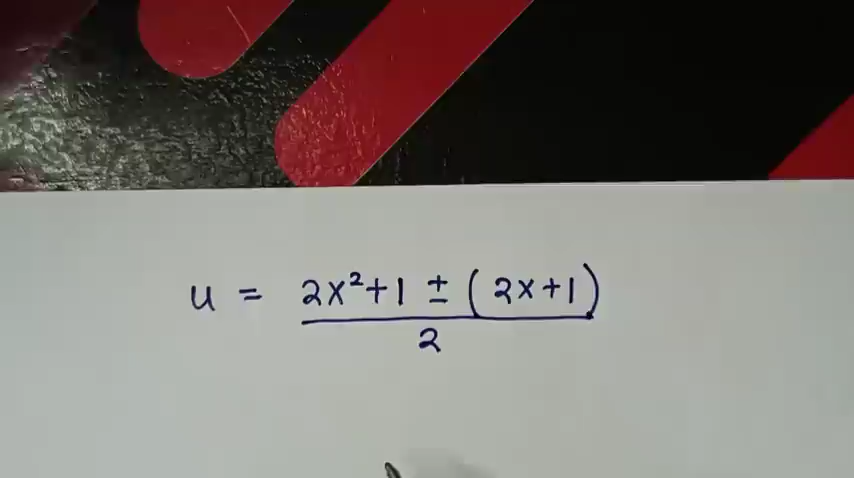 u = 2x²+1 ± (2x+1)
2